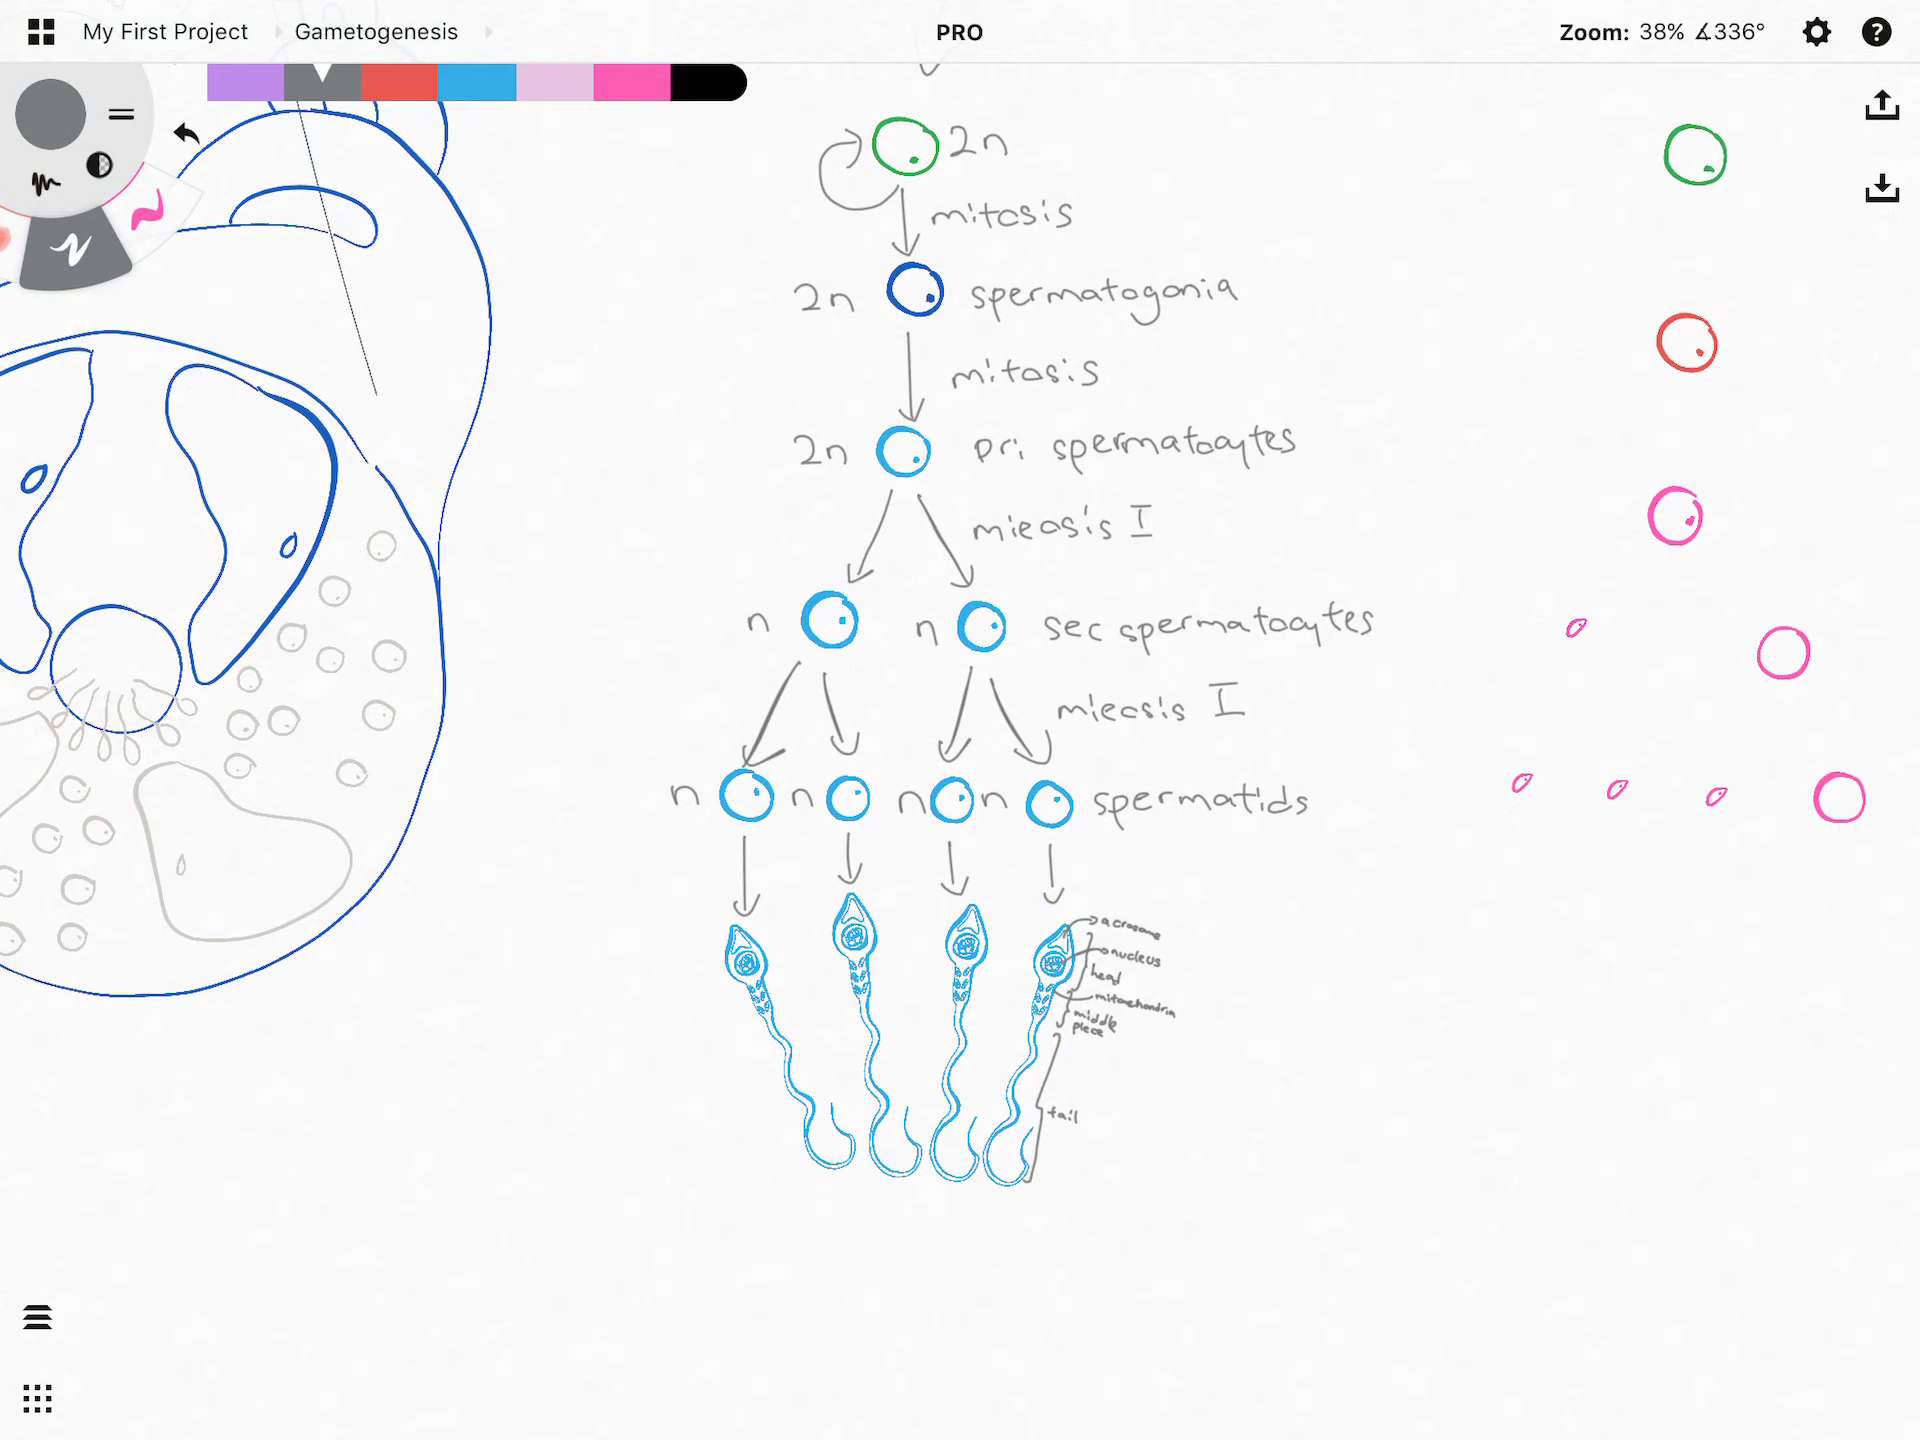 My First Project Gametogenesis PRO Zoom: 38% ∡336° ?
2n
mitosis
2n spermatogonia
mitosis
2n pri spermatocytes
mieosis I
n n sec spermatocytes
mieosis I
n n n n spermatids
acrosome
nucleus
head
mitochondria
middle
piece
tail